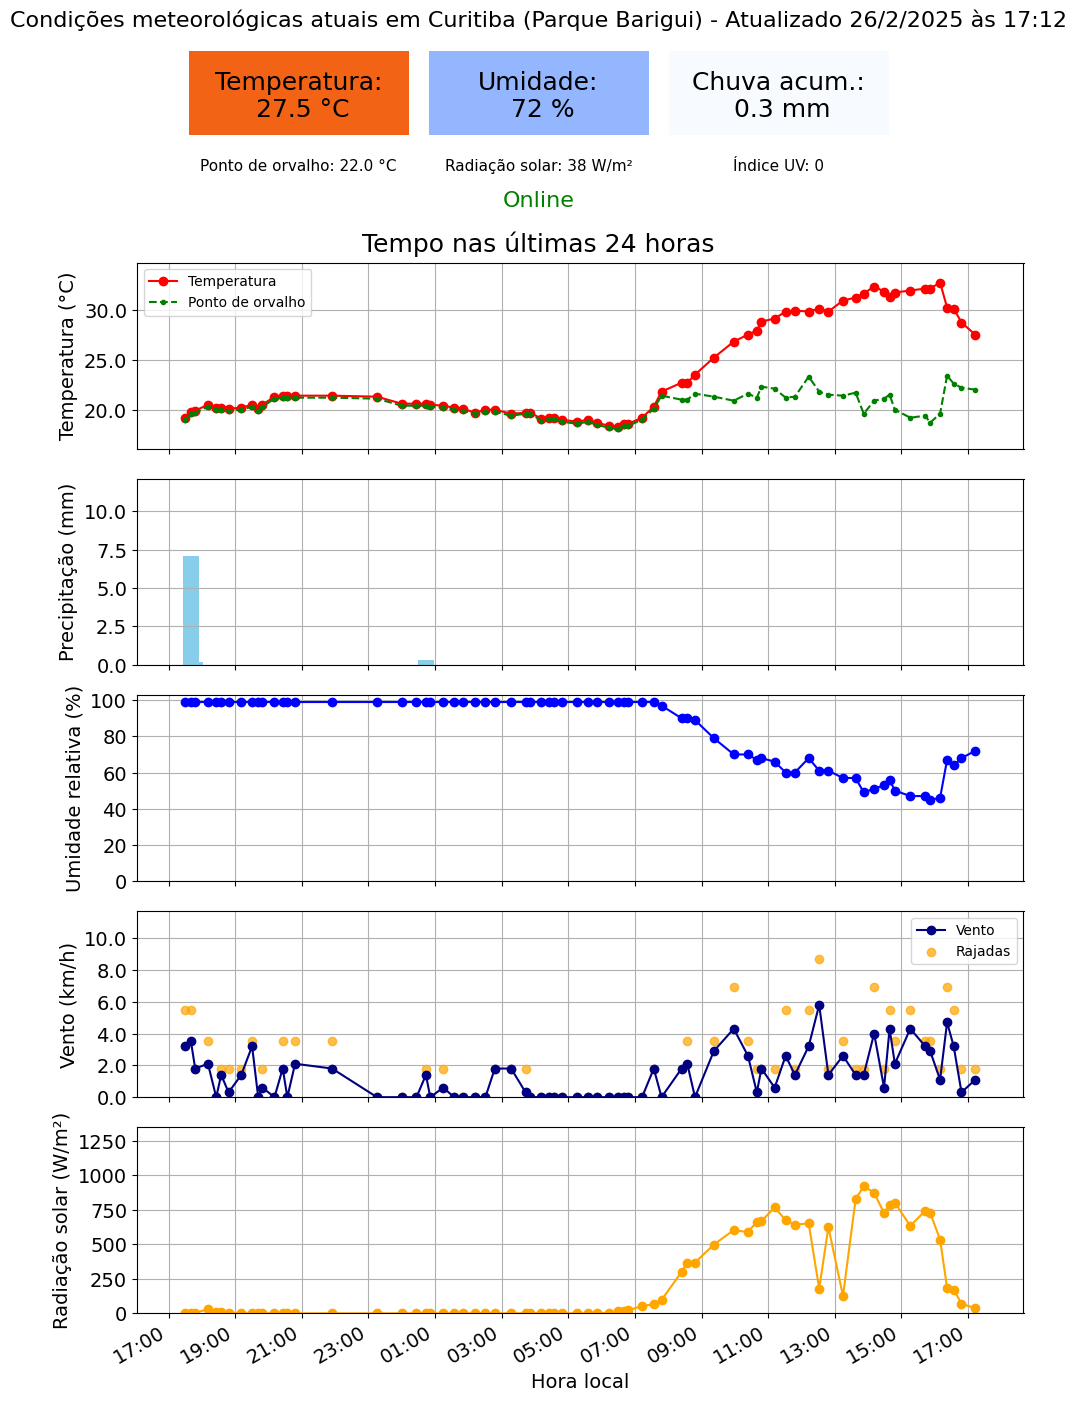 Condições meteorológicas atuais em Curitiba (Parque Barigui) - Atualizado 26/2/2025 às 17:12
Temperatura:
27.5 °C
Umidade:
72 %
Chuva acum.:
0.3 mm
Ponto de orvalho: 22.0 °C
Radiação solar: 38 W/m²
Índice UV: 0
Online
Tempo nas últimas 24 horas
Temperatura (°C)
30.0
25.0
20.0
Temperatura
Ponto de orvalho
Precipitação (mm)
10.0
7.5
5.0
2.5
0.0
Umidade relativa (%)
100
80
60
40
20
0
Vento (km/h)
10.0
8.0
6.0
4.0
2.0
0.0
Vento
Rajadas
Radiação solar (W/m²)
1250
1000
750
500
250
0
17:00 19:00 21:00 23:00 01:00 03:00 05:00 07:00 09:00 11:00 13:00 15:00 17:00
Hora local